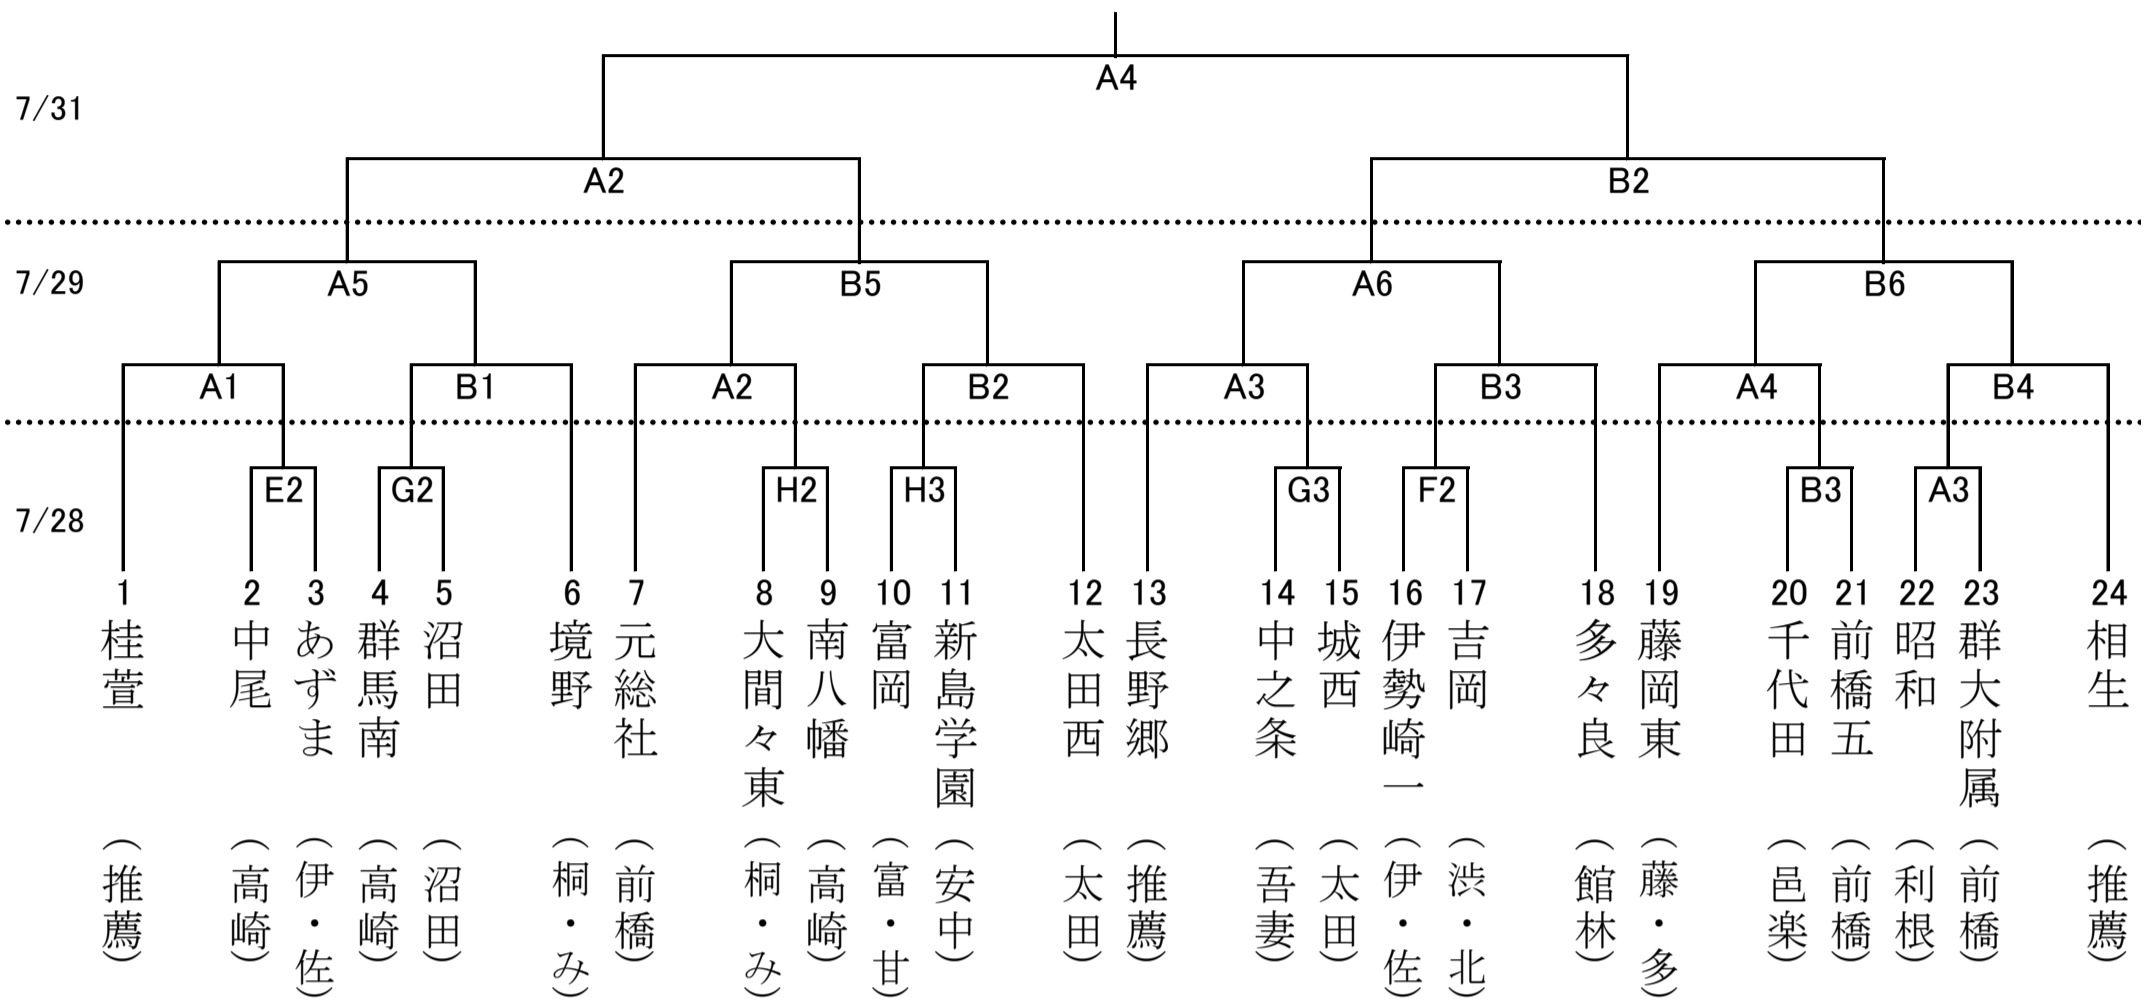 A4
7/31
A2
B2
7/29
A5
B5
A6
B6
A1
B1
A2
B2
A3
B3
A4
B4
E2
G2
H2
H3
G3
F2
B3
A3
7/28
1
桂萱
(推薦)
2
中尾
(高崎)
3
あずま
(伊・佐)
4
群馬南
(高崎)
5
沼田
(沼田)
6
境野
(桐・み)
7
元総社
(前橋)
8
大間々東
(桐・み)
9
南八幡
(高崎)
10
富岡
(富・甘)
11
新島学園
(安中)
12
太田西
(太田)
13
長野郷
(推薦)
14
中之条
(吾妻)
15
城西
(太田)
16
伊勢崎一
(伊・佐)
17
吉岡
(渋・北)
18
多々良
(館林)
19
藤岡東
(藤・多)
20
千代田
(邑楽)
21
前橋五
(前橋)
22
昭和
(利根)
23
群大附属
(前橋)
24
相生
(推薦)